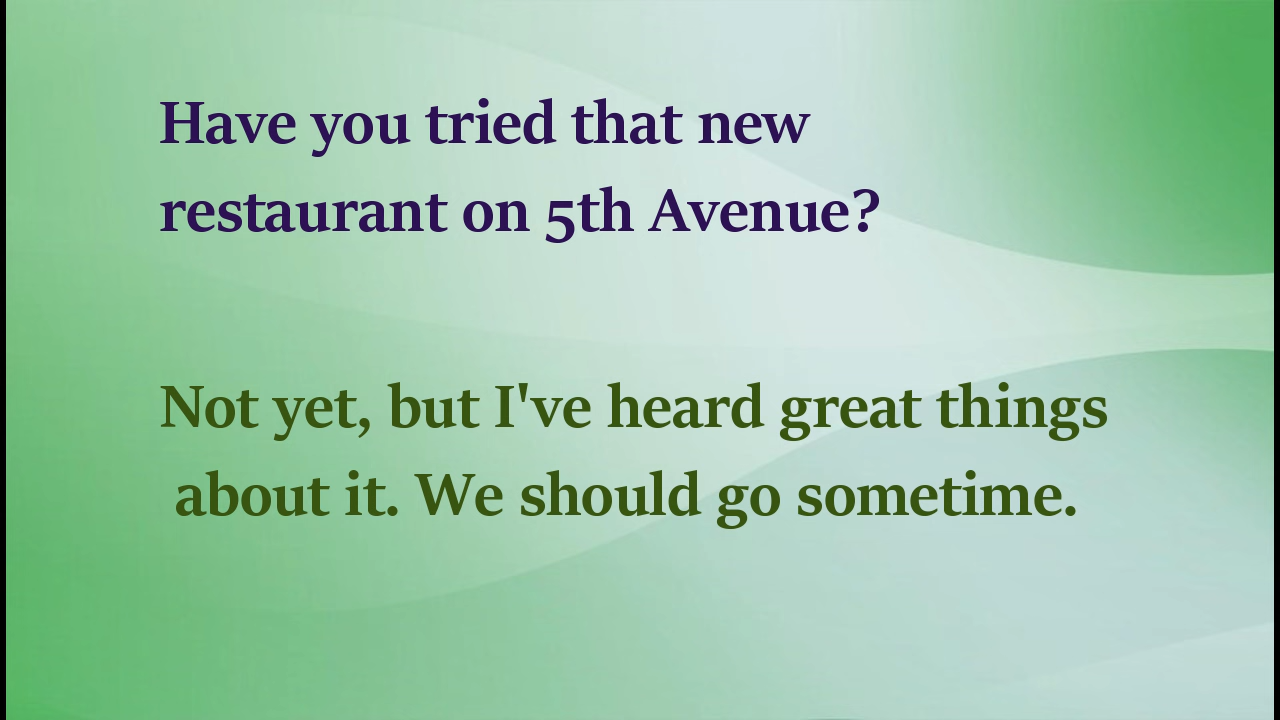 Have you tried that new
restaurant on 5th Avenue?
Not yet, but I've heard great things
about it. We should go sometime.